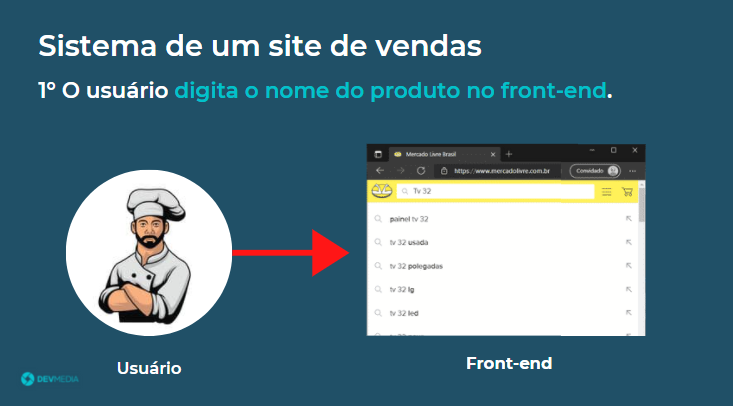 Sistema de um site de vendas
1º O usuário digita o nome do produto no front-end.
Mercado Livre Brasil
https://www.mercadolivre.com.br
Convidado
Tv 32
painel tv 32
tv 32 usada
tv 32 polegadas
tv 32 lg
tv 32 led
Usuário
Front-end
DEVMEDIA